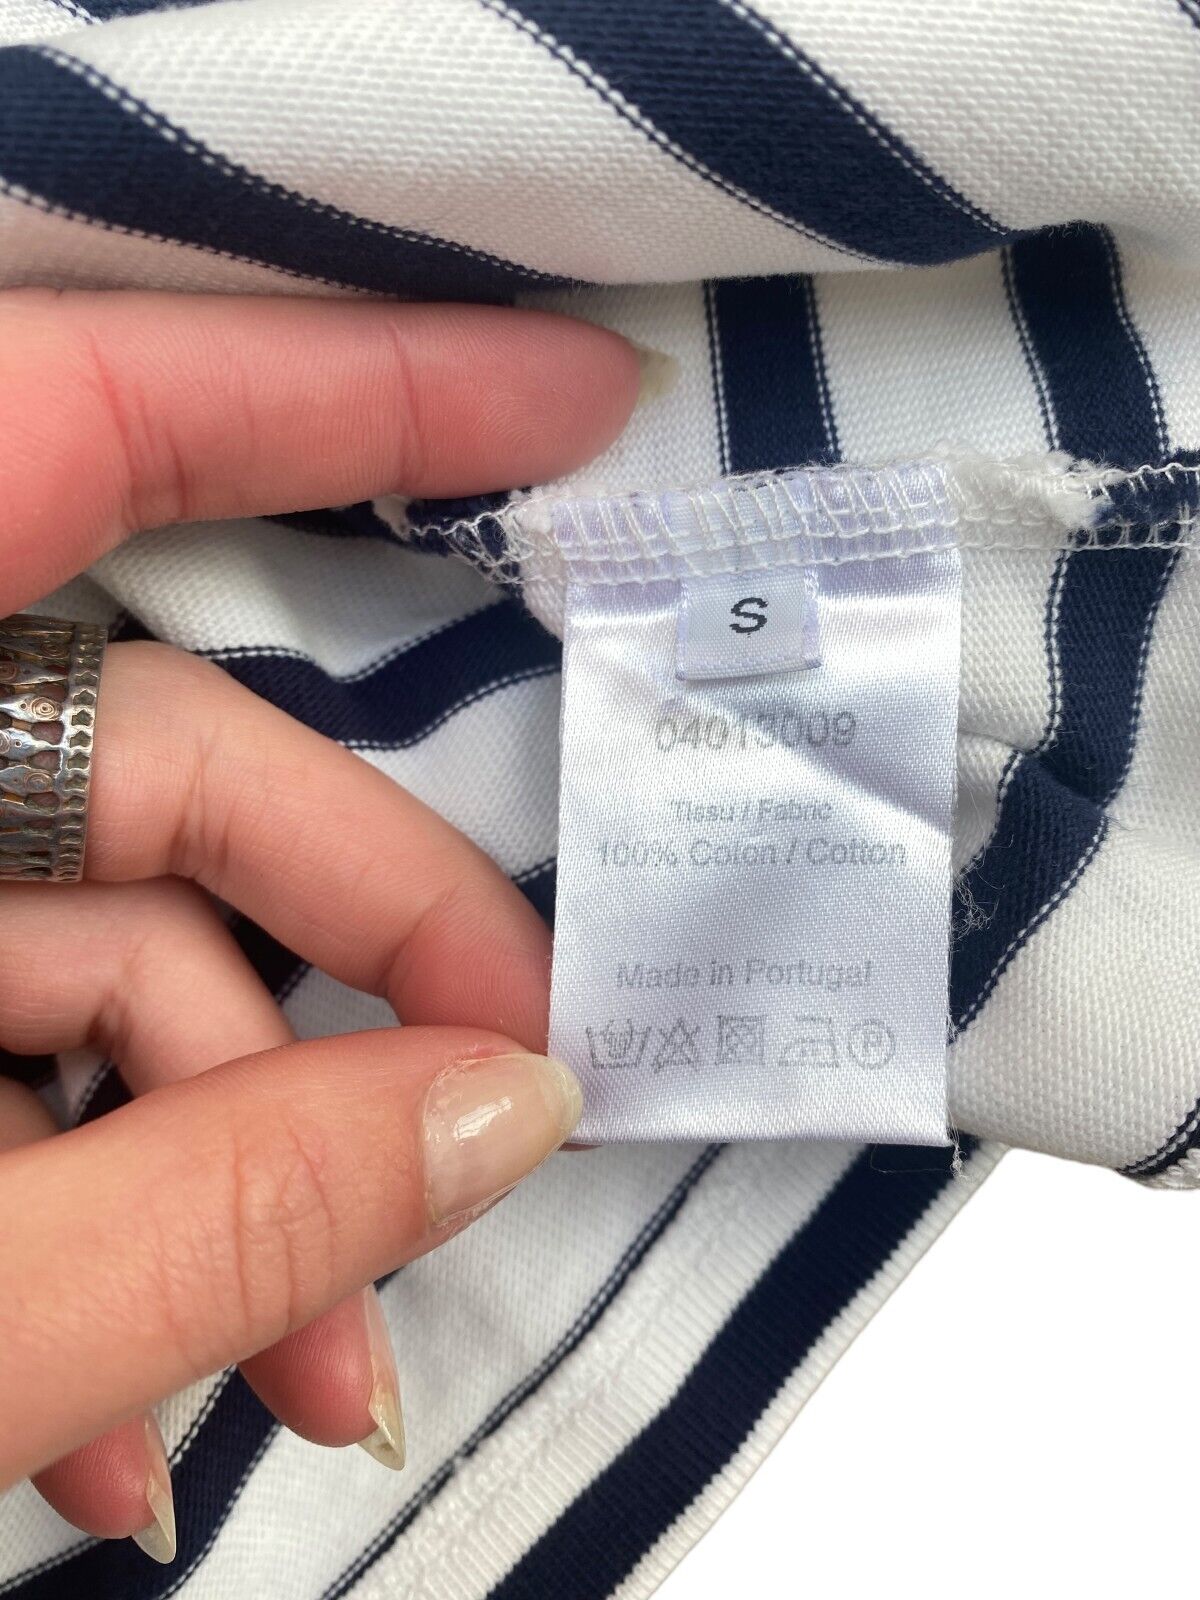 S
04013009
Tissu / Fabric
100% Coton / Cotton
Made in Portugal
P